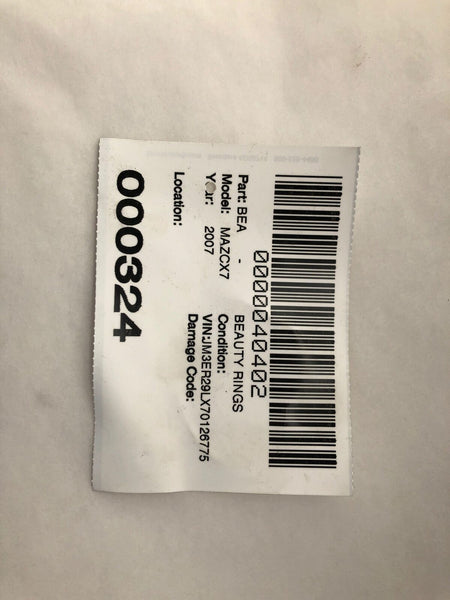 0000040402
Part: BEA - BEAUTY RINGS
Model: MAZCX7 Condition:
Year: 2007 VIN:JM3ER29LX70126775
Damage Code:
Location:
000324